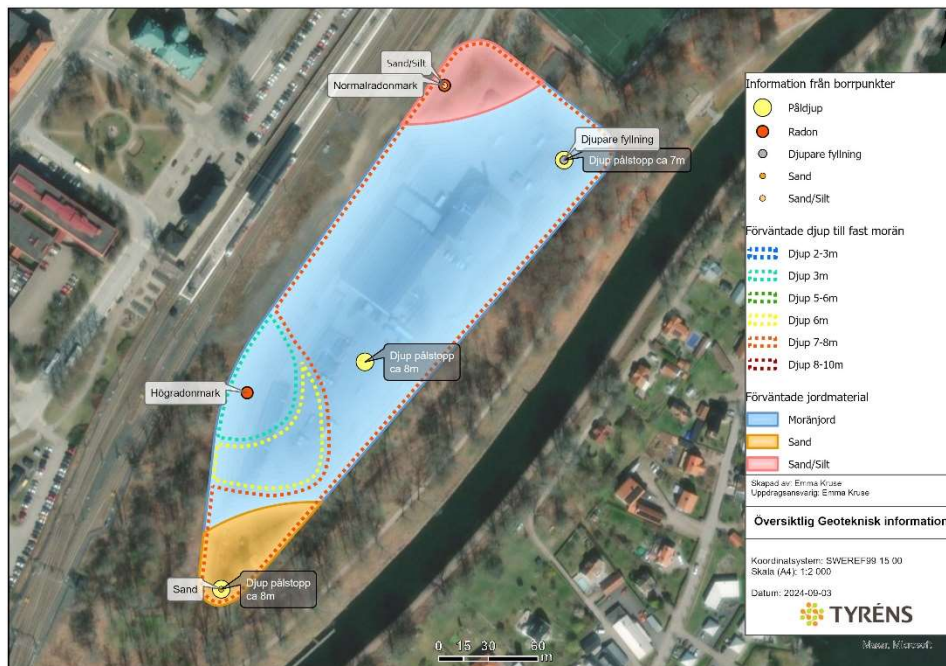 Sand/Silt
Normalradonmark
Djupare fyllning
Djup pålstopp ca 7m
Djup pålstopp
ca 8m
Högradonmark
Sand
Djup pålstopp
ca 8m
0 15 30 60
m
Information från borrpunkter
Påldjup
Radon
Djupare fyllning
Sand
Sand/Silt
Förväntade djup till fast morän
Djup 2-3m
Djup 3m
Djup 5-6m
Djup 6m
Djup 7-8m
Djup 8-10m
Förväntade jordmaterial
Moränjord
Sand
Sand/Silt
Skapad av: Emma Kruse
Uppdragsansvarig: Emma Kruse
Översiktlig Geoteknisk information
Koordinatsystem: SWEREF99 15 00
Skala (A4): 1:2 000
Datum: 2024-09-03
TYRÉNS
Maxar, Microsoft